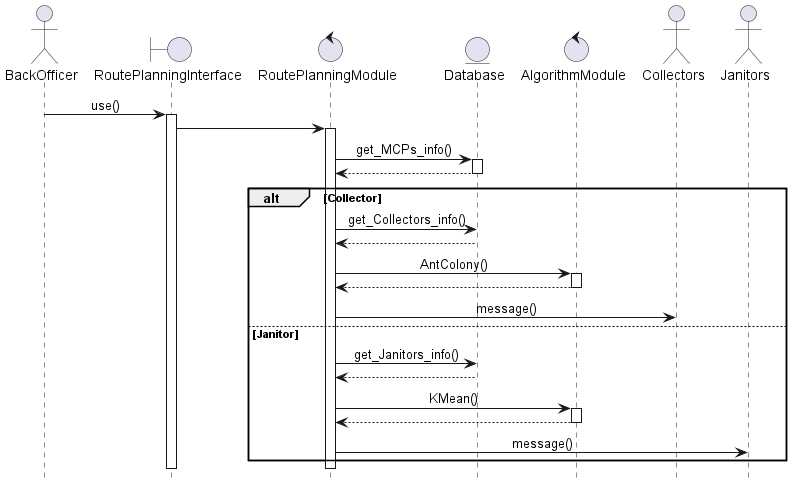 BackOfficer RoutePlanningInterface RoutePlanningModule Database AlgorithmModule Collectors Janitors
use()
get_MCPs_info()
alt [Collector]
get_Collectors_info()
AntColony()
message()
[Janitor]
get_Janitors_info()
KMean()
message()